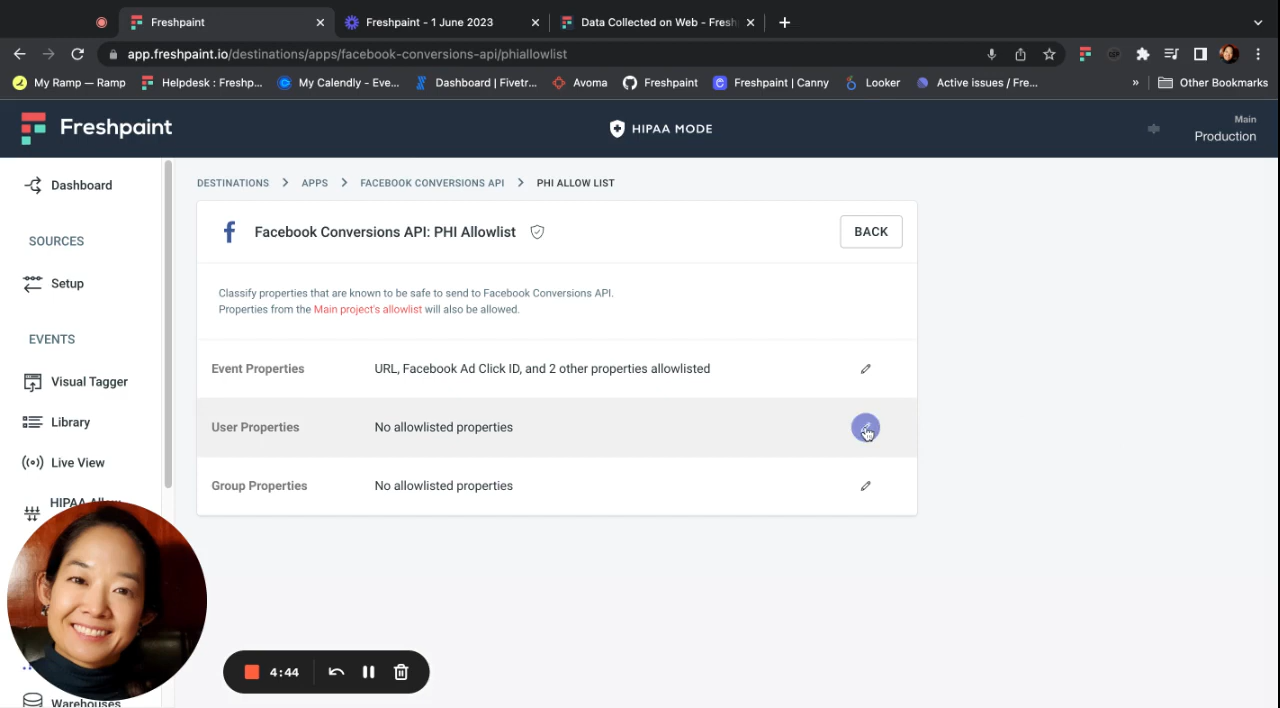 Freshpaint
Freshpaint - 1 June 2023
Data Collected on Web - Fresh
app.freshpaint.io/destinations/apps/facebook-conversions-api/phiallowlist
My Ramp — Ramp
Helpdesk : Freshp...
My Calendly - Eve...
Dashboard | Fivetr...
Avoma
Freshpaint
Freshpaint | Canny
Looker
Active issues / Fre...
»
Other Bookmarks
Freshpaint
HIPAA MODE
Main
Production
Dashboard
SOURCES
Setup
EVENTS
Visual Tagger
Library
Live View
HIPAA Allow
Warehouses
DESTINATIONS > APPS > FACEBOOK CONVERSIONS API > PHI ALLOW LIST
Facebook Conversions API: PHI Allowlist
BACK
Classify properties that are known to be safe to send to Facebook Conversions API.
Properties from the Main project's allowlist will also be allowed.
Event Properties
URL, Facebook Ad Click ID, and 2 other properties allowlisted
User Properties
No allowlisted properties
Group Properties
No allowlisted properties
4:44